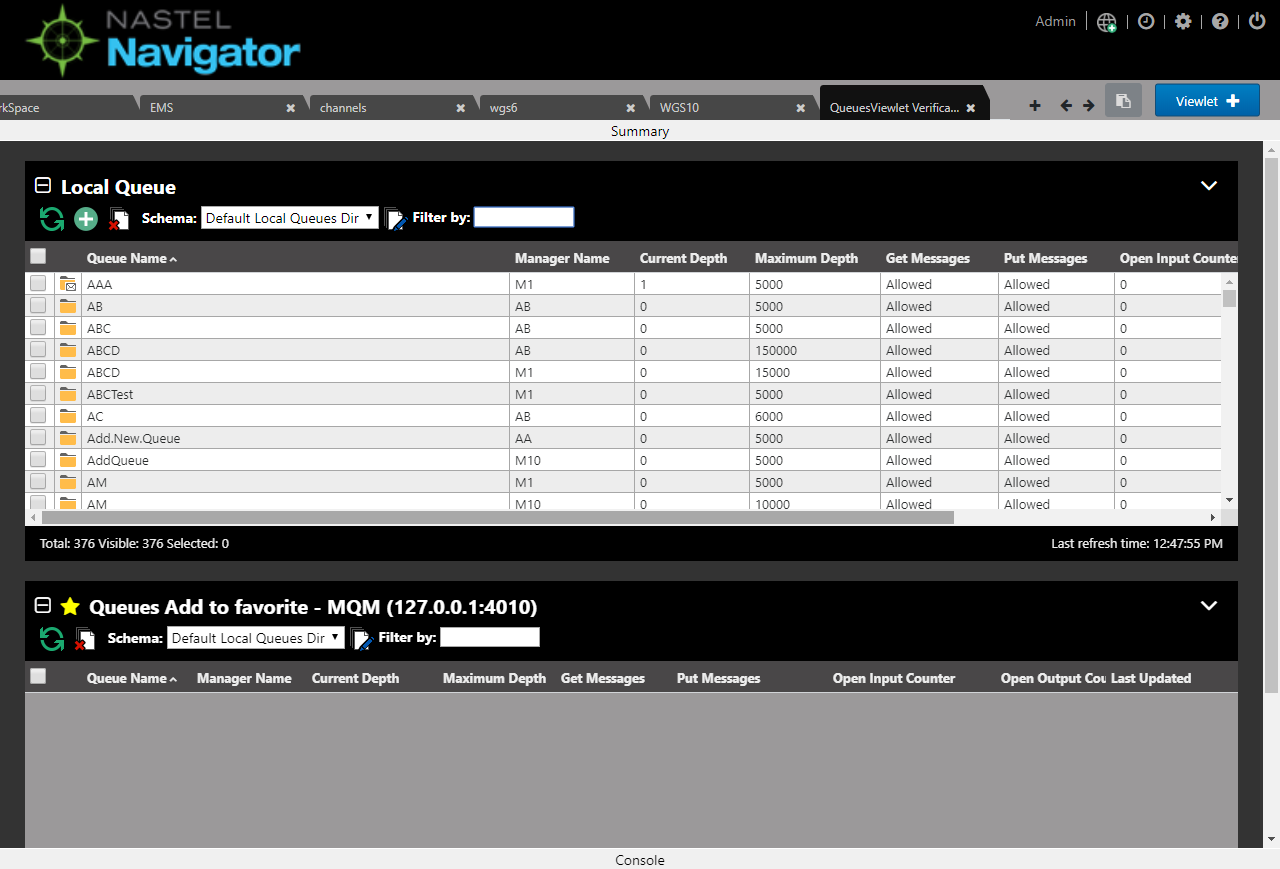 NASTEL
Navigator
Admin
rkSpace EMS channels wgs6 WGS10 QueuesViewlet Verifica... Viewlet
Summary
Local Queue
Schema: Default Local Queues Dir Filter by:
Queue Name Manager Name Current Depth Maximum Depth Get Messages Put Messages Open Input Counte
AAA M1 1 5000 Allowed Allowed 0
AB AB 0 5000 Allowed Allowed 0
ABC AB 0 5000 Allowed Allowed 0
ABCD AB 0 150000 Allowed Allowed 0
ABCD M1 0 15000 Allowed Allowed 0
ABCTest M1 0 5000 Allowed Allowed 0
AC AB 0 6000 Allowed Allowed 0
Add.New.Queue AA 0 5000 Allowed Allowed 0
AddQueue M10 0 5000 Allowed Allowed 0
AM M1 0 5000 Allowed Allowed 0
AM M10 0 10000 Allowed Allowed 0
Total: 376 Visible: 376 Selected: 0 Last refresh time: 12:47:55 PM
Queues Add to favorite - MQM (127.0.0.1:4010)
Schema: Default Local Queues Dir Filter by:
Queue Name Manager Name Current Depth Maximum Depth Get Messages Put Messages Open Input Counter Open Output Cou Last Updated
Console